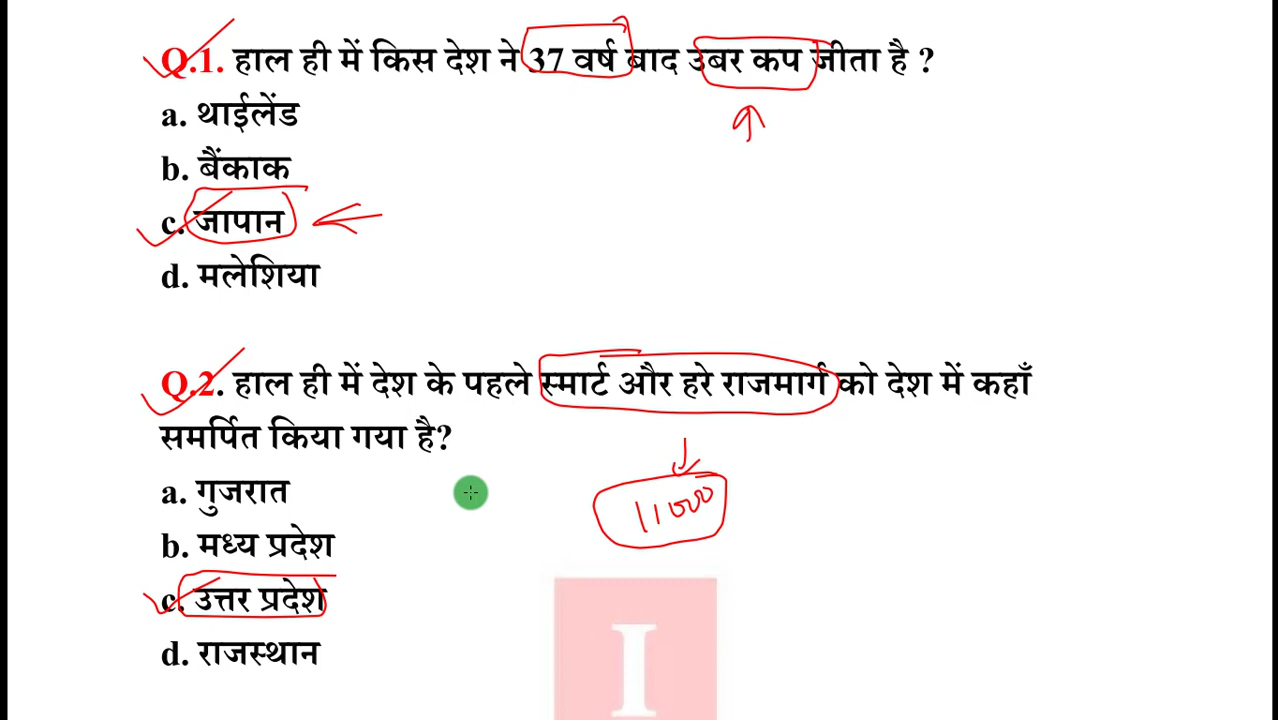 Q.1. हाल ही में किस देश ने 37 वर्ष बाद उबर कप जीता है ?
a. थाईलेंड
b. बैंकाक
c. जापान
d. मलेशिया
Q.2. हाल ही में देश के पहले स्मार्ट और हरे राजमार्ग को देश में कहाँ
समर्पित किया गया है?
a. गुजरात
11000
b. मध्य प्रदेश
c. उत्तर प्रदेश
d. राजस्थान
I